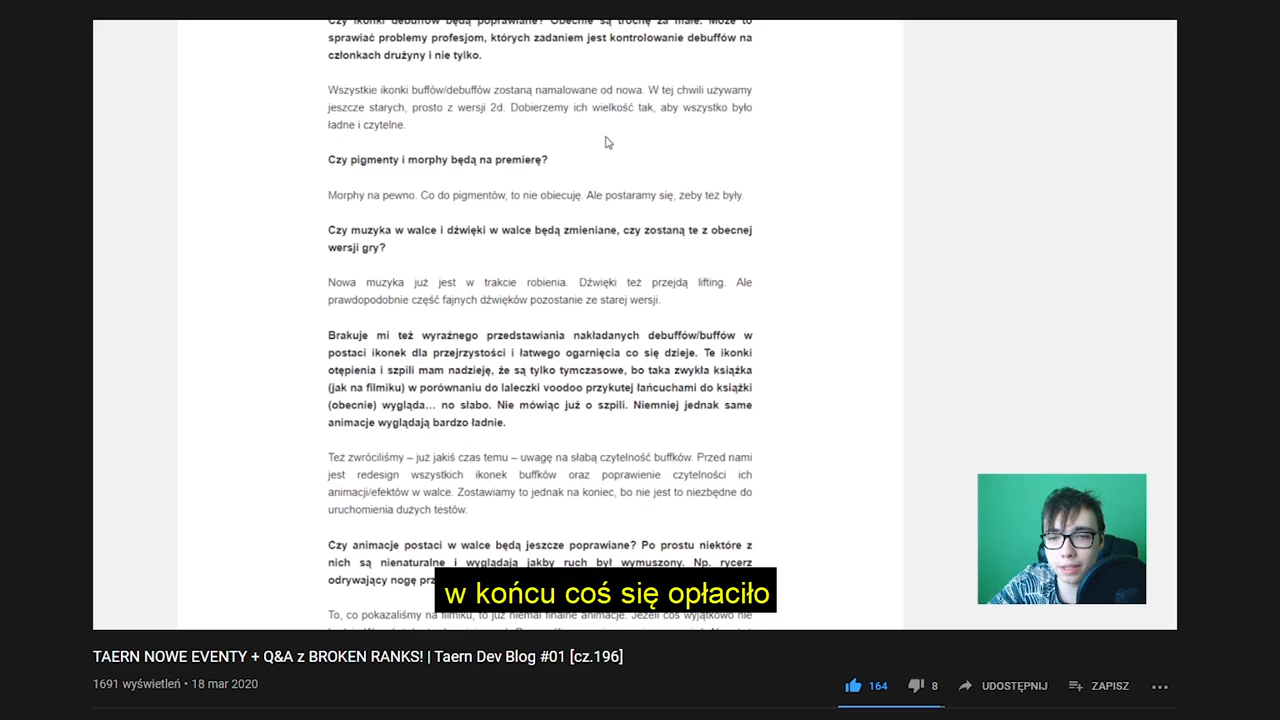 Czy ikonki debuffów będą poprawiane? Obecnie są trochę za małe. Może to
sprawiać problemy profesjom, których zadaniem jest kontrolowanie debuffów na
członkach drużyny i nie tylko.
Wszystkie ikonki buffów/debuffów zostaną namalowane od nowa. W tej chwili używamy
jeszcze starych, prosto z wersji 2d. Dobierzemy ich wielkość tak, aby wszystko było
ładne i czytelne.
Czy pigmenty i morphy będą na premierę?
Morphy na pewno. Co do pigmentów, to nie obiecuję. Ale postaramy się, żeby też były.
Czy muzyka w walce i dźwięki w walce będą zmieniane, czy zostaną te z obecnej
wersji gry?
Nowa muzyka już jest w trakcie robienia. Dźwięki też przejdą lifting. Ale
prawdopodobnie część fajnych dźwięków pozostanie ze starej wersji.
Brakuje mi też wyraźnego przedstawiania nakładanych debuffów/buffów w
postaci ikonek dla przejrzystości i łatwego ogarnięcia co się dzieje. Te ikonki
otępienia i szpili mam nadzieję, że są tylko tymczasowe, bo taka zwykła książka
(jak na filmiku) w porównaniu do laleczki voodoo przykutej łańcuchami do książki
(obecnie) wygląda… no słabo. Nie mówiąc już o szpili. Niemniej jednak same
animacje wyglądają bardzo ładnie.
Też zwróciliśmy – już jakiś czas temu – uwagę na słabą czytelność buffków. Przed nami
jest redesign wszystkich ikonek buffków oraz poprawienie czytelności ich
animacji/efektów w walce. Zostawiamy to jednak na koniec, bo nie jest to niezbędne do
uruchomienia dużych testów.
Czy animacje postaci w walce będą jeszcze poprawiane? Po prostu niektóre z
nich są nienaturalne i wyglądają jakby ruch był wymuszony. Np. rycerz
odrywający nogę
w końcu coś się opłaciło
To, co pokazaliśmy na filmiku, to już niemal finalne animacje. Jeżeli coś wyjątkowo nie
TAERN NOWE EVENTY + Q&A z BROKEN RANKS! | Taern Dev Blog #01 [cz.196]
1691 wyświetleń • 18 mar 2020
164 8 UDOSTĘPNIJ ZAPISZ